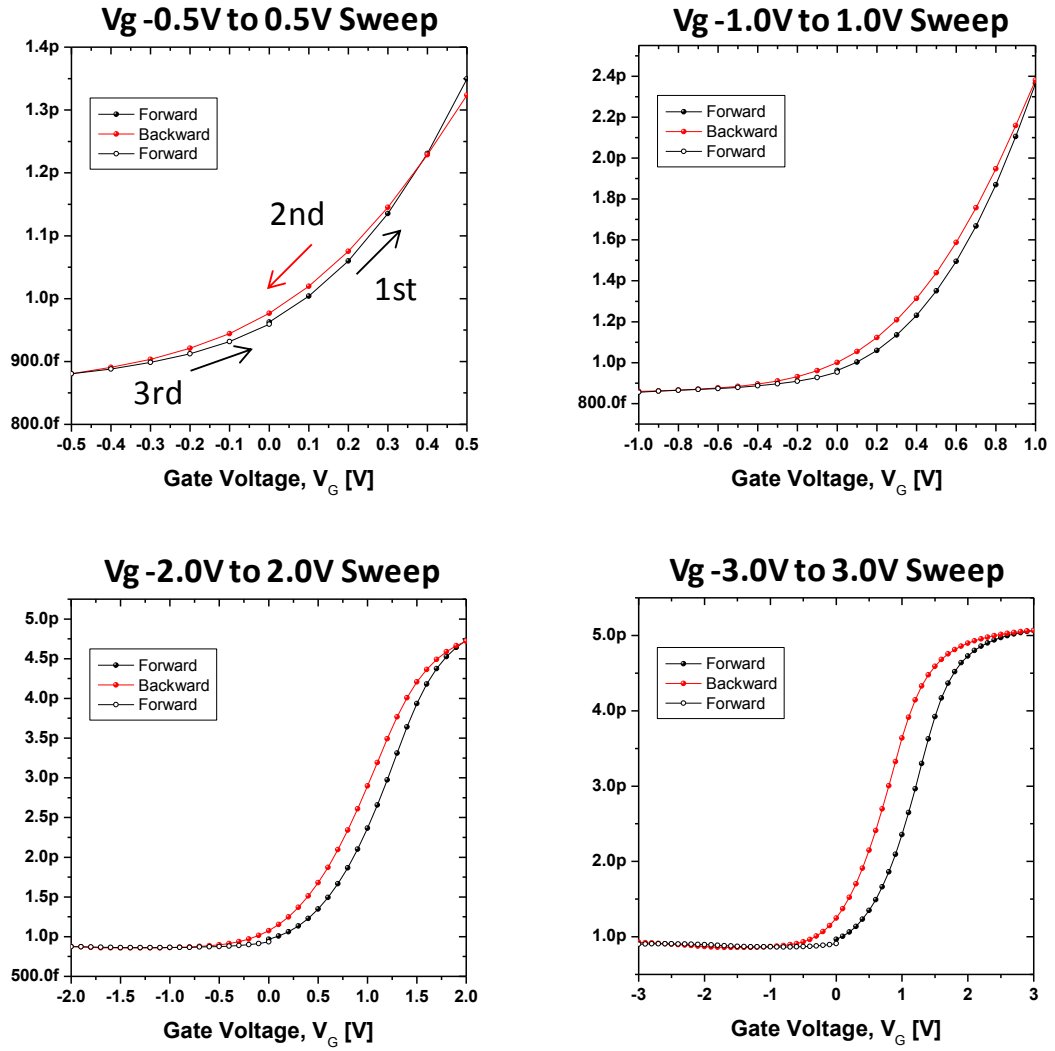 Vg -0.5V to 0.5V Sweep
1.4p
1.3p
1.2p
1.1p
1.0p
900.0f
800.0f
Forward
Backward
Forward
2nd
1st
3rd
-0.5 -0.4 -0.3 -0.2 -0.1 0.0 0.1 0.2 0.3 0.4 0.5
Gate Voltage, V_G [V]
Vg -1.0V to 1.0V Sweep
2.4p
2.2p
2.0p
1.8p
1.6p
1.4p
1.2p
1.0p
800.0f
Forward
Backward
Forward
-1.0 -0.8 -0.6 -0.4 -0.2 0.0 0.2 0.4 0.6 0.8 1.0
Gate Voltage, V_G [V]
Vg -2.0V to 2.0V Sweep
5.0p
4.5p
4.0p
3.5p
3.0p
2.5p
2.0p
1.5p
1.0p
500.0f
Forward
Backward
Forward
-2.0 -1.5 -1.0 -0.5 0.0 0.5 1.0 1.5 2.0
Gate Voltage, V_G [V]
Vg -3.0V to 3.0V Sweep
5.0p
4.0p
3.0p
2.0p
1.0p
Forward
Backward
Forward
-3 -2 -1 0 1 2 3
Gate Voltage, V_G [V]